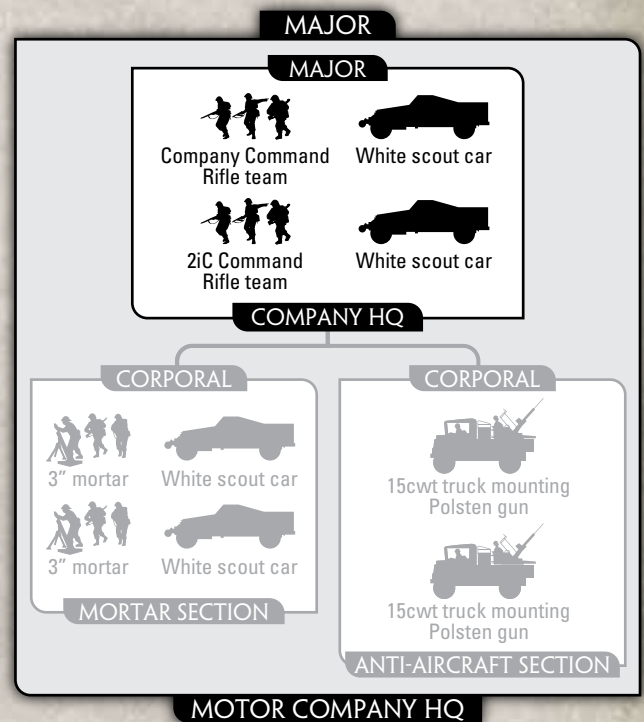 MAJOR
MAJOR
Company Command
Rifle team
White scout car
2iC Command
Rifle team
White scout car
COMPANY HQ
CORPORAL
3” mortar
White scout car
3” mortar
White scout car
MORTAR SECTION
CORPORAL
15cwt truck mounting
Polsten gun
15cwt truck mounting
Polsten gun
ANTI-AIRCRAFT SECTION
MOTOR COMPANY HQ